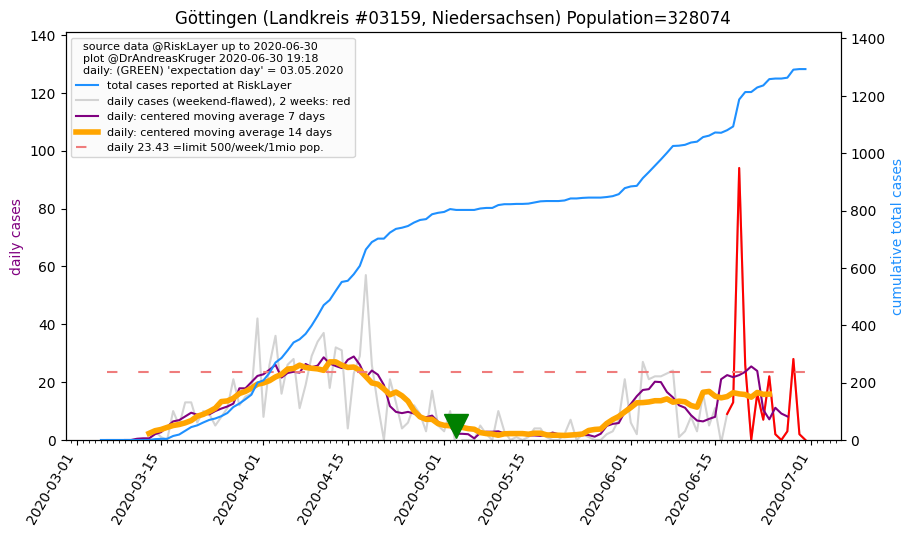 Göttingen (Landkreis #03159, Niedersachsen) Population=328074
source data @RiskLayer up to 2020-06-30
plot @DrAndreasKruger 2020-06-30 19:18
daily: (GREEN) 'expectation day' = 03.05.2020
total cases reported at RiskLayer
daily cases (weekend-flawed), 2 weeks: red
daily: centered moving average 7 days
daily: centered moving average 14 days
daily 23.43 =limit 500/week/1mio pop.
daily cases
140
120
100
80
60
40
20
0
cumulative total cases
1400
1200
1000
800
600
400
200
0
2020-03-01
2020-03-15
2020-04-01
2020-04-15
2020-05-01
2020-05-15
2020-06-01
2020-06-15
2020-07-01